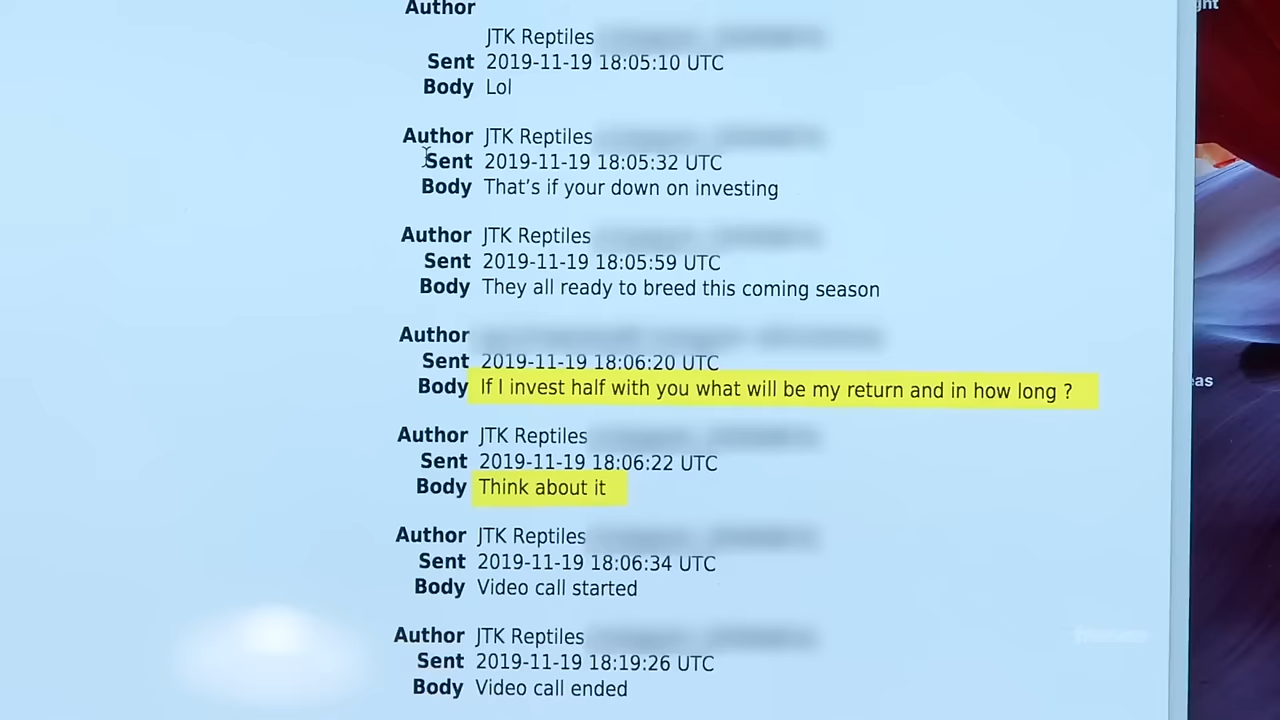 Author
JTK Reptiles
Sent 2019-11-19 18:05:10 UTC
Body Lol
Author JTK Reptiles
Sent 2019-11-19 18:05:32 UTC
Body That's if your down on investing
Author JTK Reptiles
Sent 2019-11-19 18:05:59 UTC
Body They all ready to breed this coming season
Author
Sent 2019-11-19 18:06:20 UTC
Body If I invest half with you what will be my return and in how long ?
Author JTK Reptiles
Sent 2019-11-19 18:06:22 UTC
Body Think about it
Author JTK Reptiles
Sent 2019-11-19 18:06:34 UTC
Body Video call started
Author JTK Reptiles
Sent 2019-11-19 18:19:26 UTC
Body Video call ended